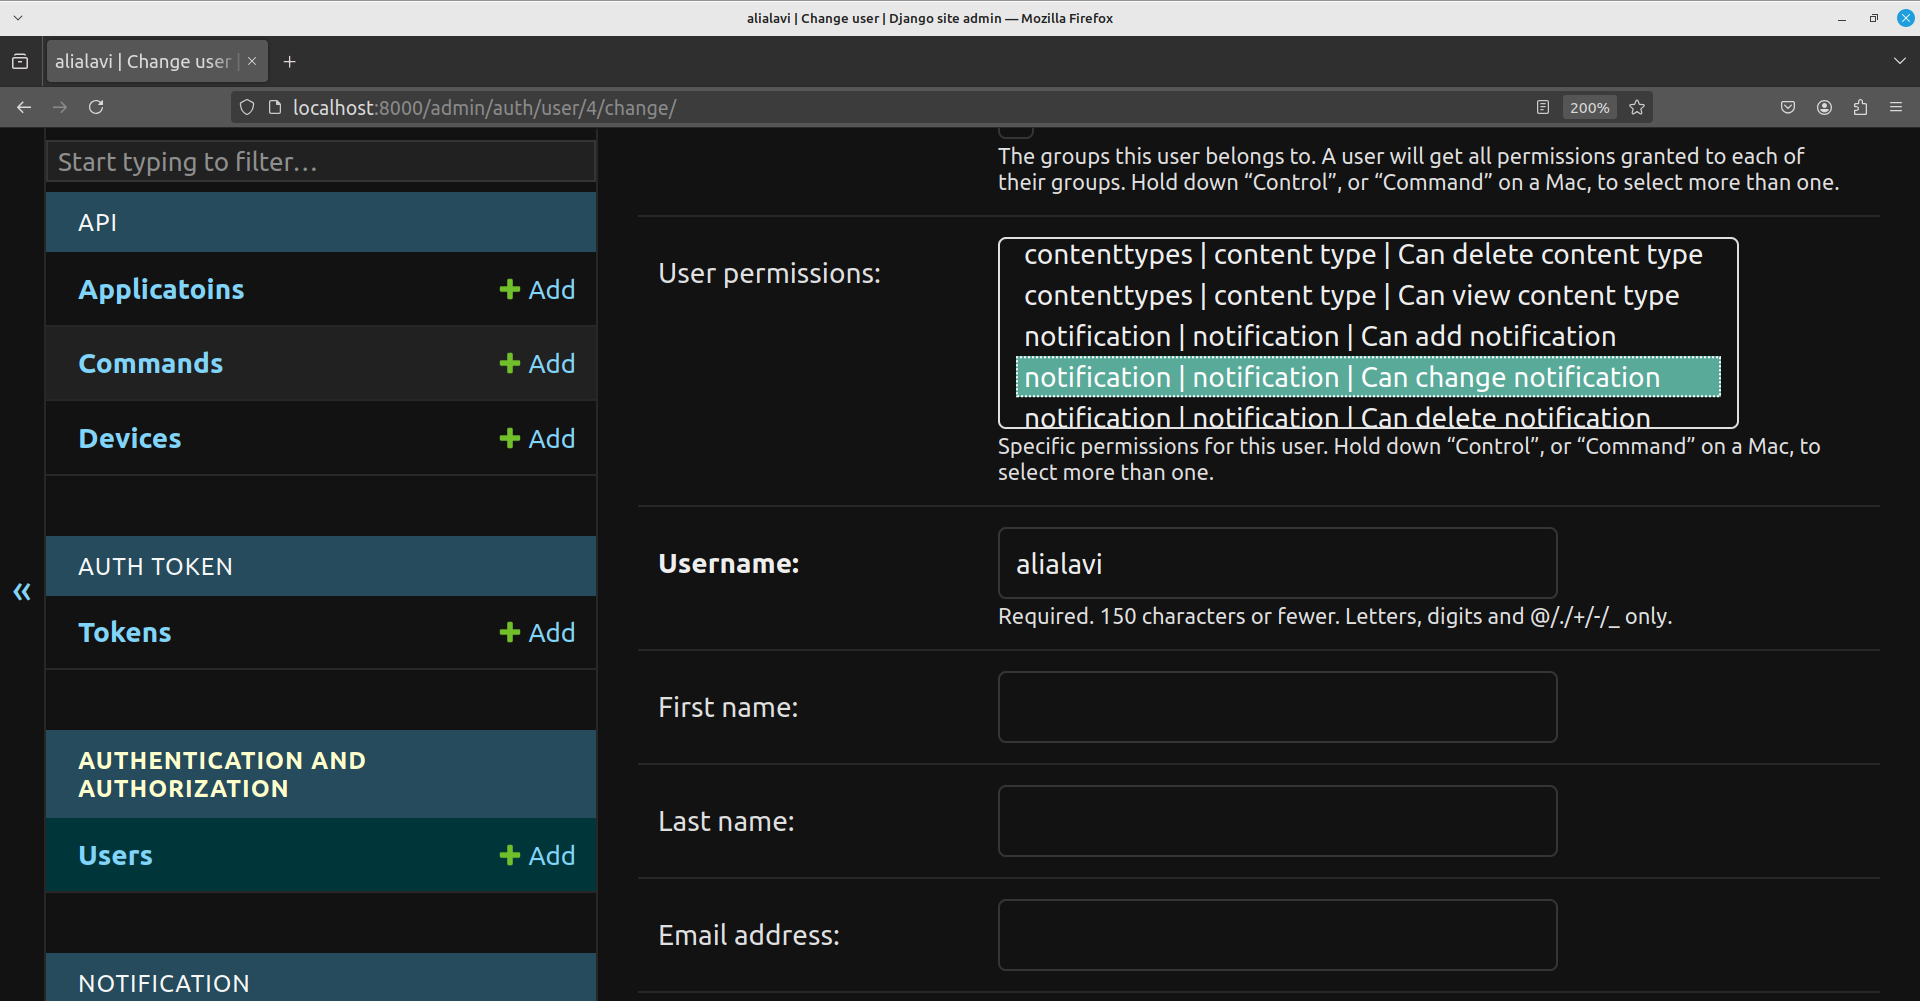 alialavi | Change user | Django site admin — Mozilla Firefox
alialavi | Change user |
localhost:8000/admin/auth/user/4/change/
200%
Start typing to filter…
API
Applicatoins
Add
Commands
Add
Devices
Add
AUTH TOKEN
Tokens
Add
AUTHENTICATION AND
AUTHORIZATION
Users
Add
NOTIFICATION
The groups this user belongs to. A user will get all permissions granted to each of
their groups. Hold down “Control”, or “Command” on a Mac, to select more than one.
User permissions:
contenttypes | content type | Can delete content type
contenttypes | content type | Can view content type
notification | notification | Can add notification
notification | notification | Can change notification
notification | notification | Can delete notification
Specific permissions for this user. Hold down “Control”, or “Command” on a Mac, to
select more than one.
Username:
alialavi
Required. 150 characters or fewer. Letters, digits and @/./+/-/_ only.
First name:
Last name:
Email address: